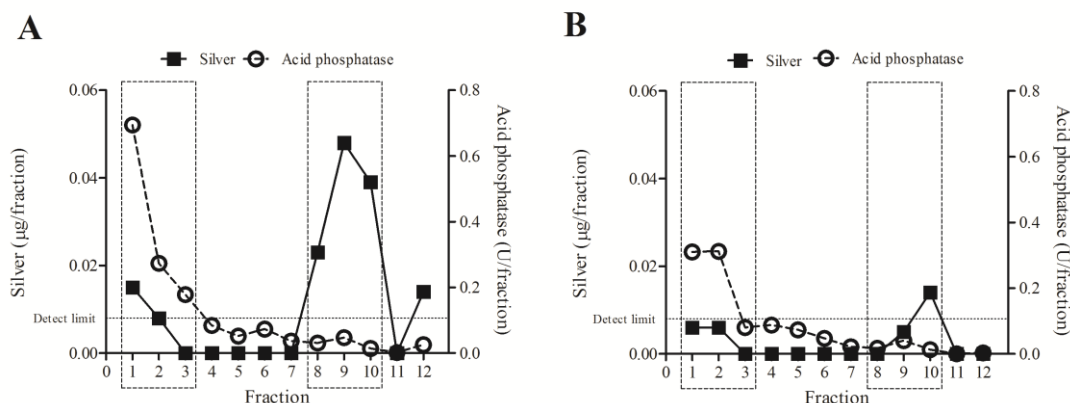 A
Silver Acid phosphatase
0.06
0.04
0.02
0.00
Silver (µg/fraction)
Detect limit
0.8
0.6
0.4
0.2
0.0
Acid phosphatase (U/fraction)
0 1 2 3 4 5 6 7 8 9 10 11 12
Fraction
B
Silver Acid phosphatase
0.06
0.04
0.02
0.00
Silver (µg/fraction)
Detect limit
0.8
0.6
0.4
0.2
0.0
Acid phosphatase (U/fraction)
0 1 2 3 4 5 6 7 8 9 10 11 12
Fraction